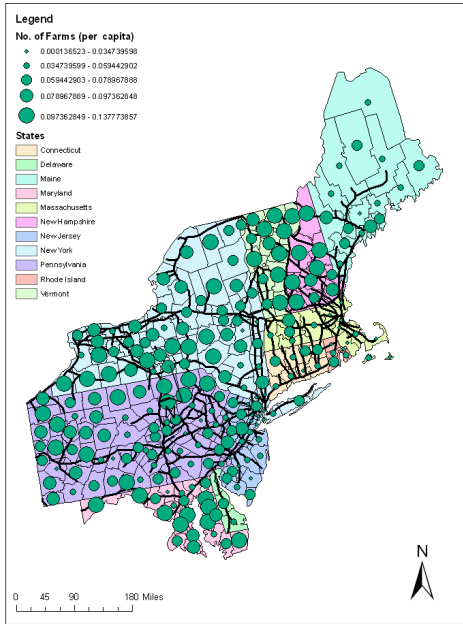 Legend
No. of Farms (per capita)
0.000136523 - 0.034739598
0.034739599 - 0.059442902
0.059442903 - 0.078967888
0.078967889 - 0.097362848
0.097362849 - 0.137773857
States
Connecticut
Delaware
Maine
Maryland
Massachusetts
New Hampshire
New Jersey
New York
Pennsylvania
Rhode Island
Vermont
N
0 45 90 180 Miles